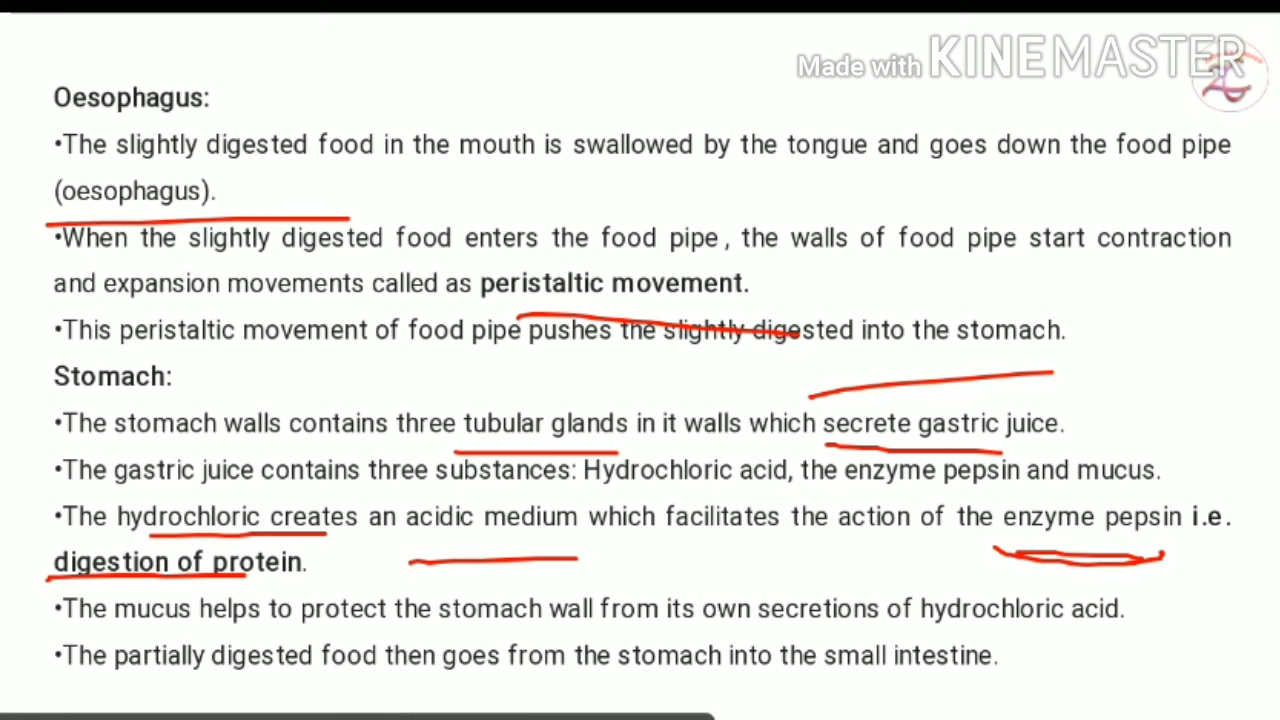 Made with KINEMASTER
Oesophagus:
•The slightly digested food in the mouth is swallowed by the tongue and goes down the food pipe
(oesophagus).
•When the slightly digested food enters the food pipe, the walls of food pipe start contraction
and expansion movements called as peristaltic movement.
•This peristaltic movement of food pipe pushes the slightly digested into the stomach.
Stomach:
•The stomach walls contains three tubular glands in it walls which secrete gastric juice.
•The gastric juice contains three substances: Hydrochloric acid, the enzyme pepsin and mucus.
•The hydrochloric creates an acidic medium which facilitates the action of the enzyme pepsin i.e.
digestion of protein.
•The mucus helps to protect the stomach wall from its own secretions of hydrochloric acid.
•The partially digested food then goes from the stomach into the small intestine.